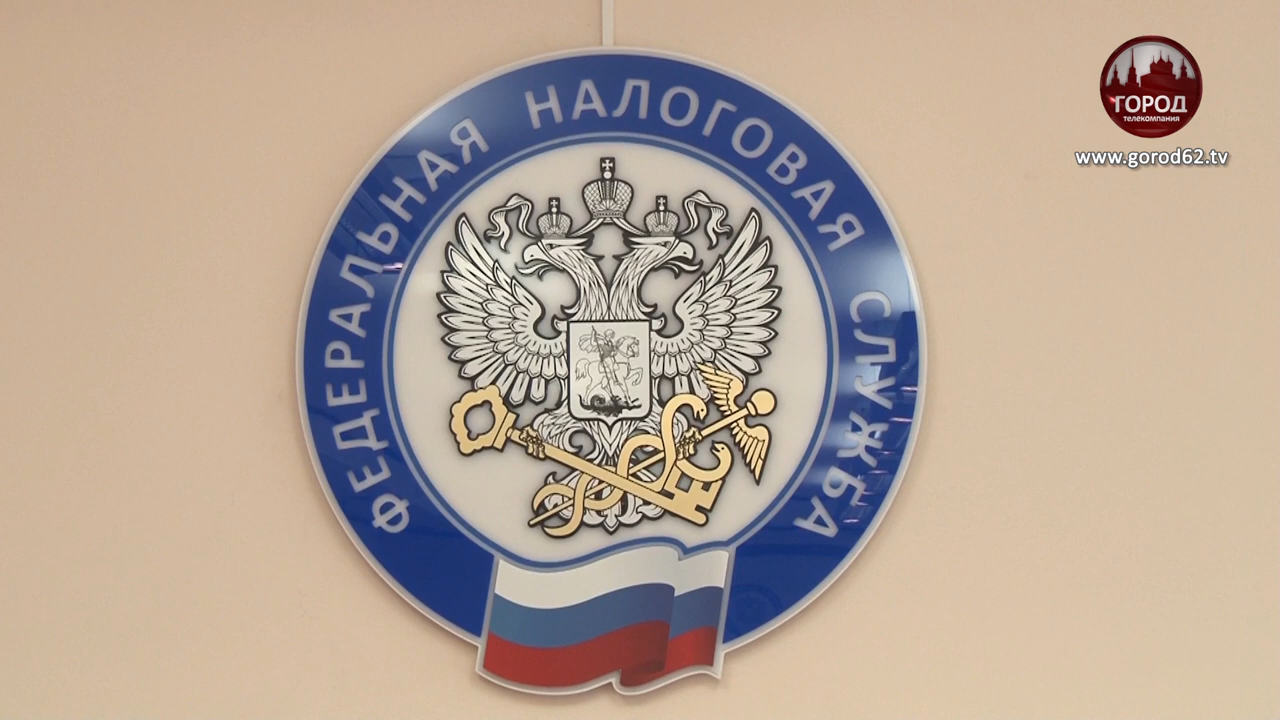 ФЕДЕРАЛЬНАЯ НАЛОГОВАЯ СЛУЖБА
ГОРОД
телекомпания
www.gorod62.tv